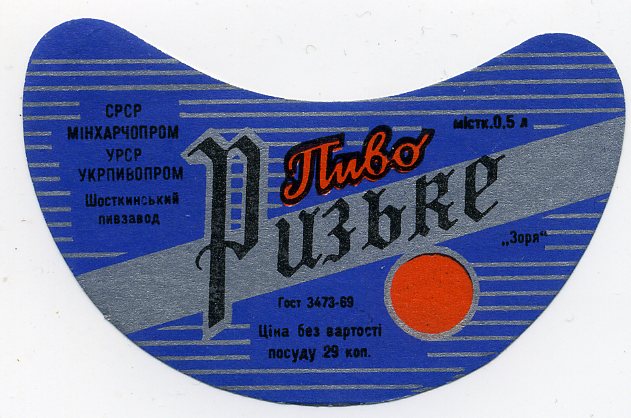 СРСР
МІНХАРЧОПРОМ
УРСР
УКРПИВОПРОМ
Шосткинський
пивзавод
Пиво
Ризьке
містк.0,5 л
„Зоря“
Гост 3473-69
Ціна без вартості
посуду 29 коп.